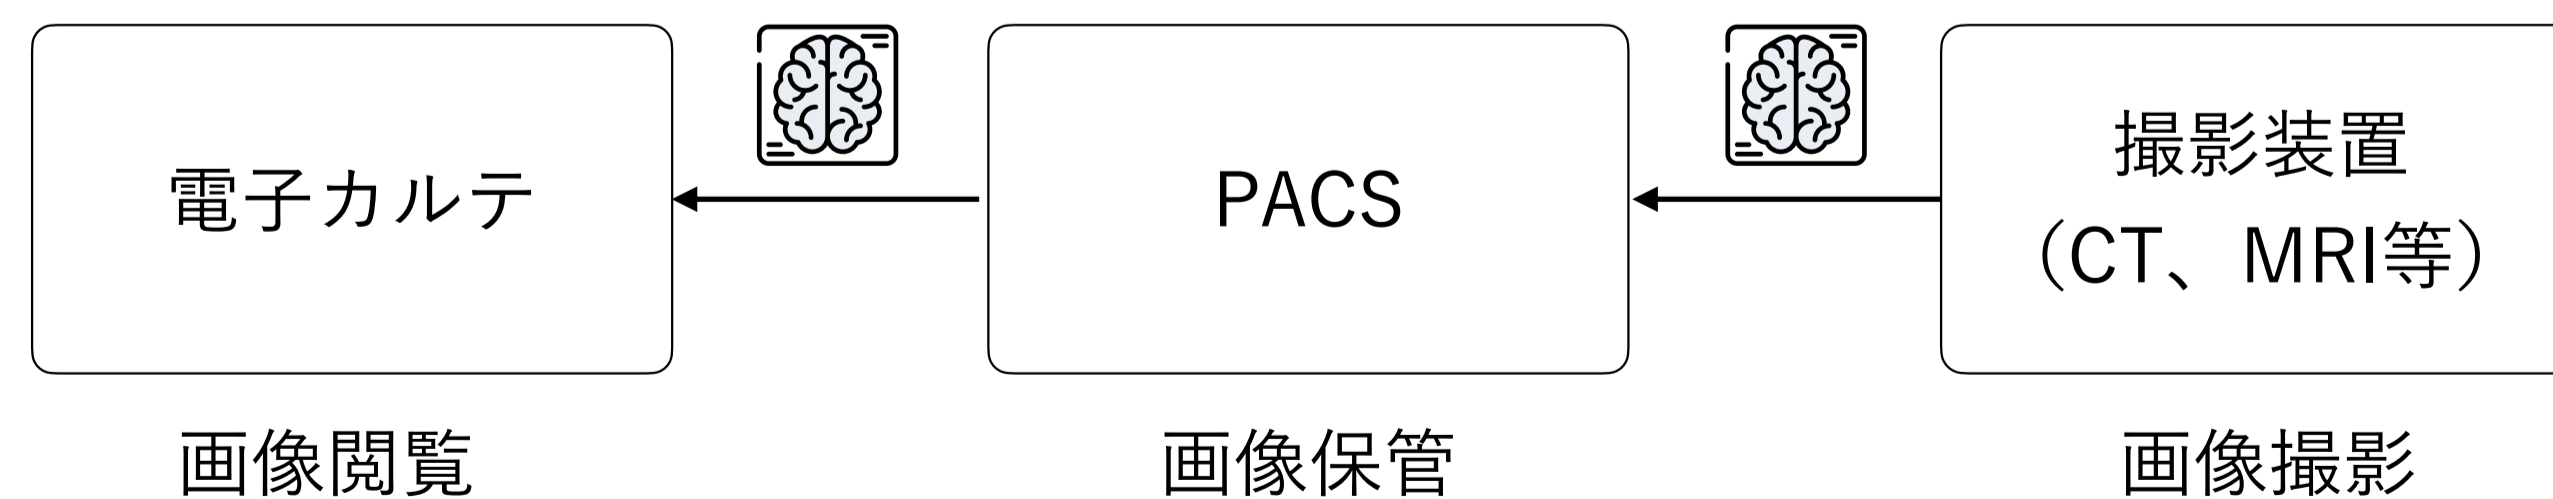 電子カルテ
PACS
撮影装置
（CT、MRI等）
画像閲覧
画像保管
画像撮影